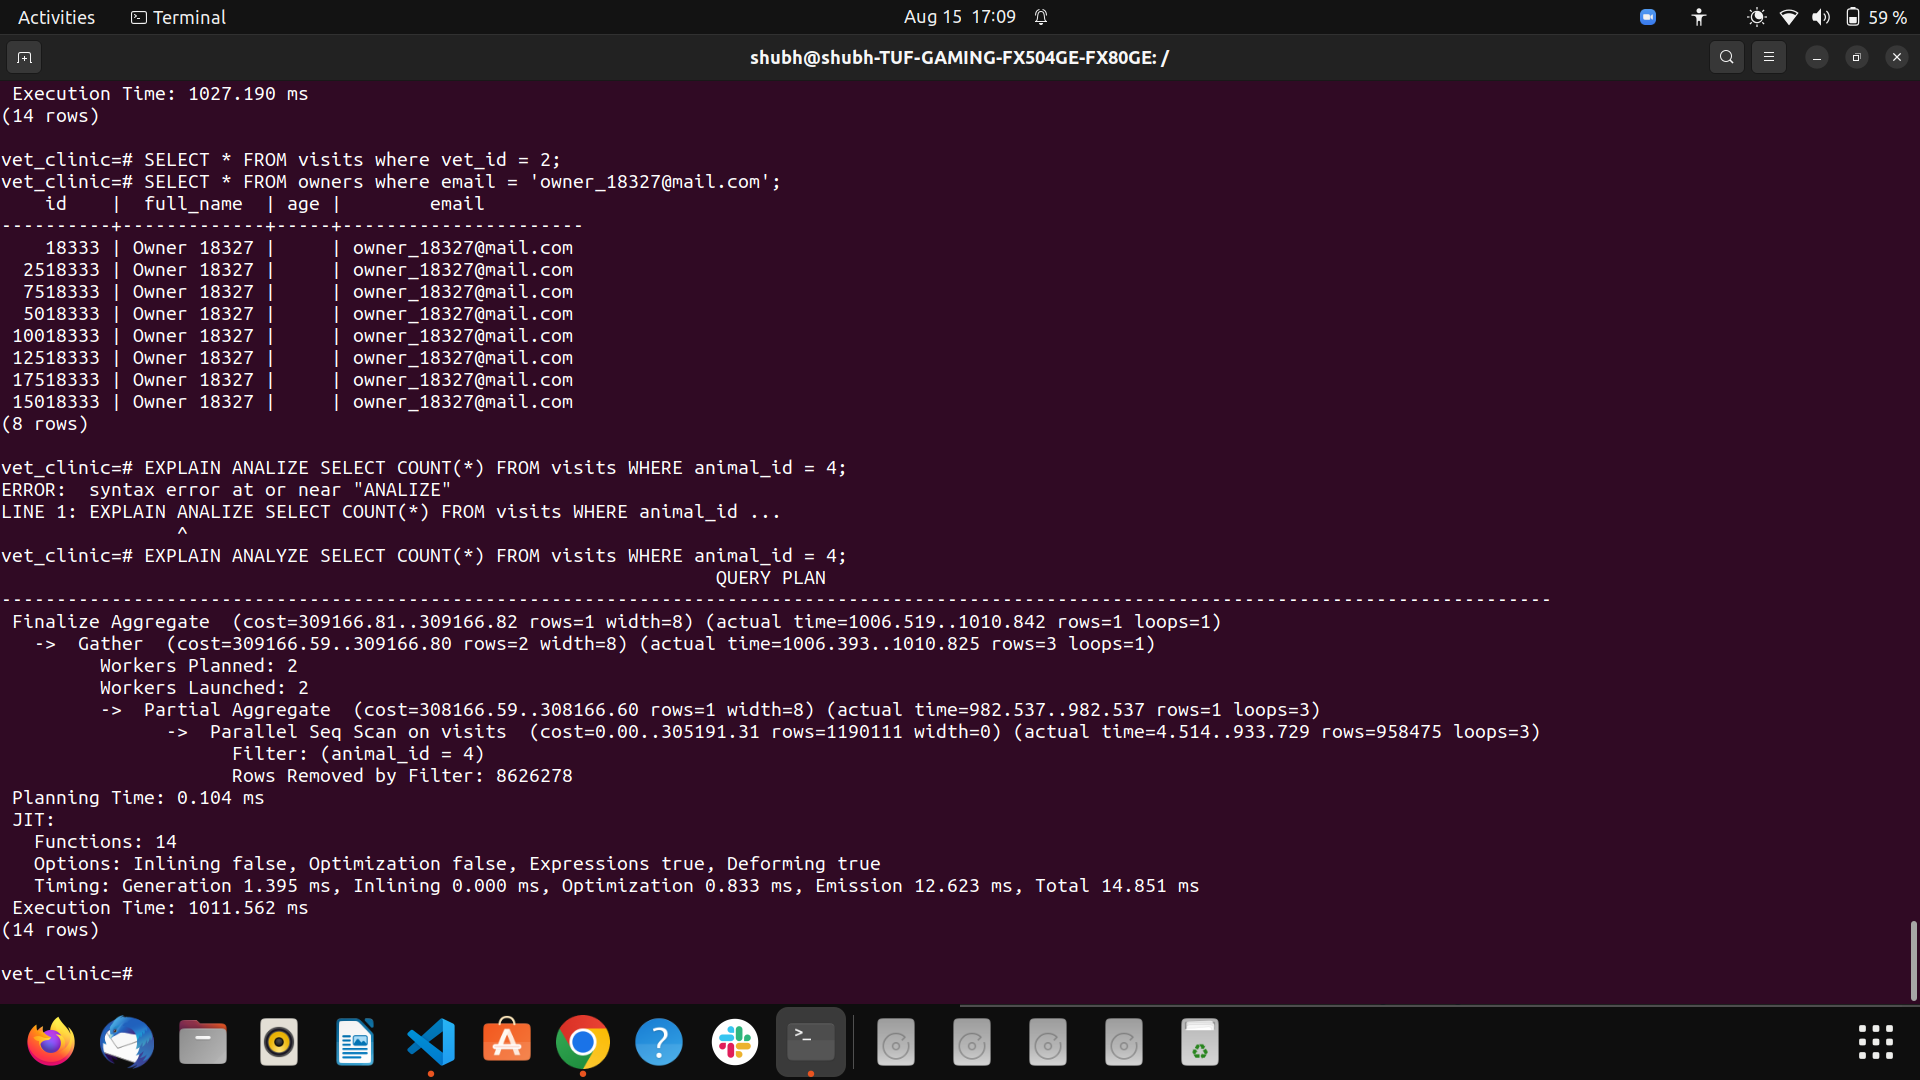 Activities Terminal Aug 15 17:09 59 %
shubh@shubh-TUF-GAMING-FX504GE-FX80GE: /
 Execution Time: 1027.190 ms
(14 rows)

vet_clinic=# SELECT * FROM visits where vet_id = 2;
vet_clinic=# SELECT * FROM owners where email = 'owner_18327@mail.com';
    id    |  full_name  | age |        email
----------+-------------+-----+----------------------
    18333 | Owner 18327 |     | owner_18327@mail.com
  2518333 | Owner 18327 |     | owner_18327@mail.com
  7518333 | Owner 18327 |     | owner_18327@mail.com
  5018333 | Owner 18327 |     | owner_18327@mail.com
 10018333 | Owner 18327 |     | owner_18327@mail.com
 12518333 | Owner 18327 |     | owner_18327@mail.com
 17518333 | Owner 18327 |     | owner_18327@mail.com
 15018333 | Owner 18327 |     | owner_18327@mail.com
(8 rows)

vet_clinic=# EXPLAIN ANALIZE SELECT COUNT(*) FROM visits WHERE animal_id = 4;
ERROR:  syntax error at or near "ANALIZE"
LINE 1: EXPLAIN ANALIZE SELECT COUNT(*) FROM visits WHERE animal_id ...
                ^
vet_clinic=# EXPLAIN ANALYZE SELECT COUNT(*) FROM visits WHERE animal_id = 4;
                                                                 QUERY PLAN
---------------------------------------------------------------------------------------------------------------------------------------------
 Finalize Aggregate  (cost=309166.81..309166.82 rows=1 width=8) (actual time=1006.519..1010.842 rows=1 loops=1)
   ->  Gather  (cost=309166.59..309166.80 rows=2 width=8) (actual time=1006.393..1010.825 rows=3 loops=1)
         Workers Planned: 2
         Workers Launched: 2
         ->  Partial Aggregate  (cost=308166.59..308166.60 rows=1 width=8) (actual time=982.537..982.537 rows=1 loops=3)
               ->  Parallel Seq Scan on visits  (cost=0.00..305191.31 rows=1190111 width=0) (actual time=4.514..933.729 rows=958475 loops=3)
                     Filter: (animal_id = 4)
                     Rows Removed by Filter: 8626278
 Planning Time: 0.104 ms
 JIT:
   Functions: 14
   Options: Inlining false, Optimization false, Expressions true, Deforming true
   Timing: Generation 1.395 ms, Inlining 0.000 ms, Optimization 0.833 ms, Emission 12.623 ms, Total 14.851 ms
 Execution Time: 1011.562 ms
(14 rows)

vet_clinic=#